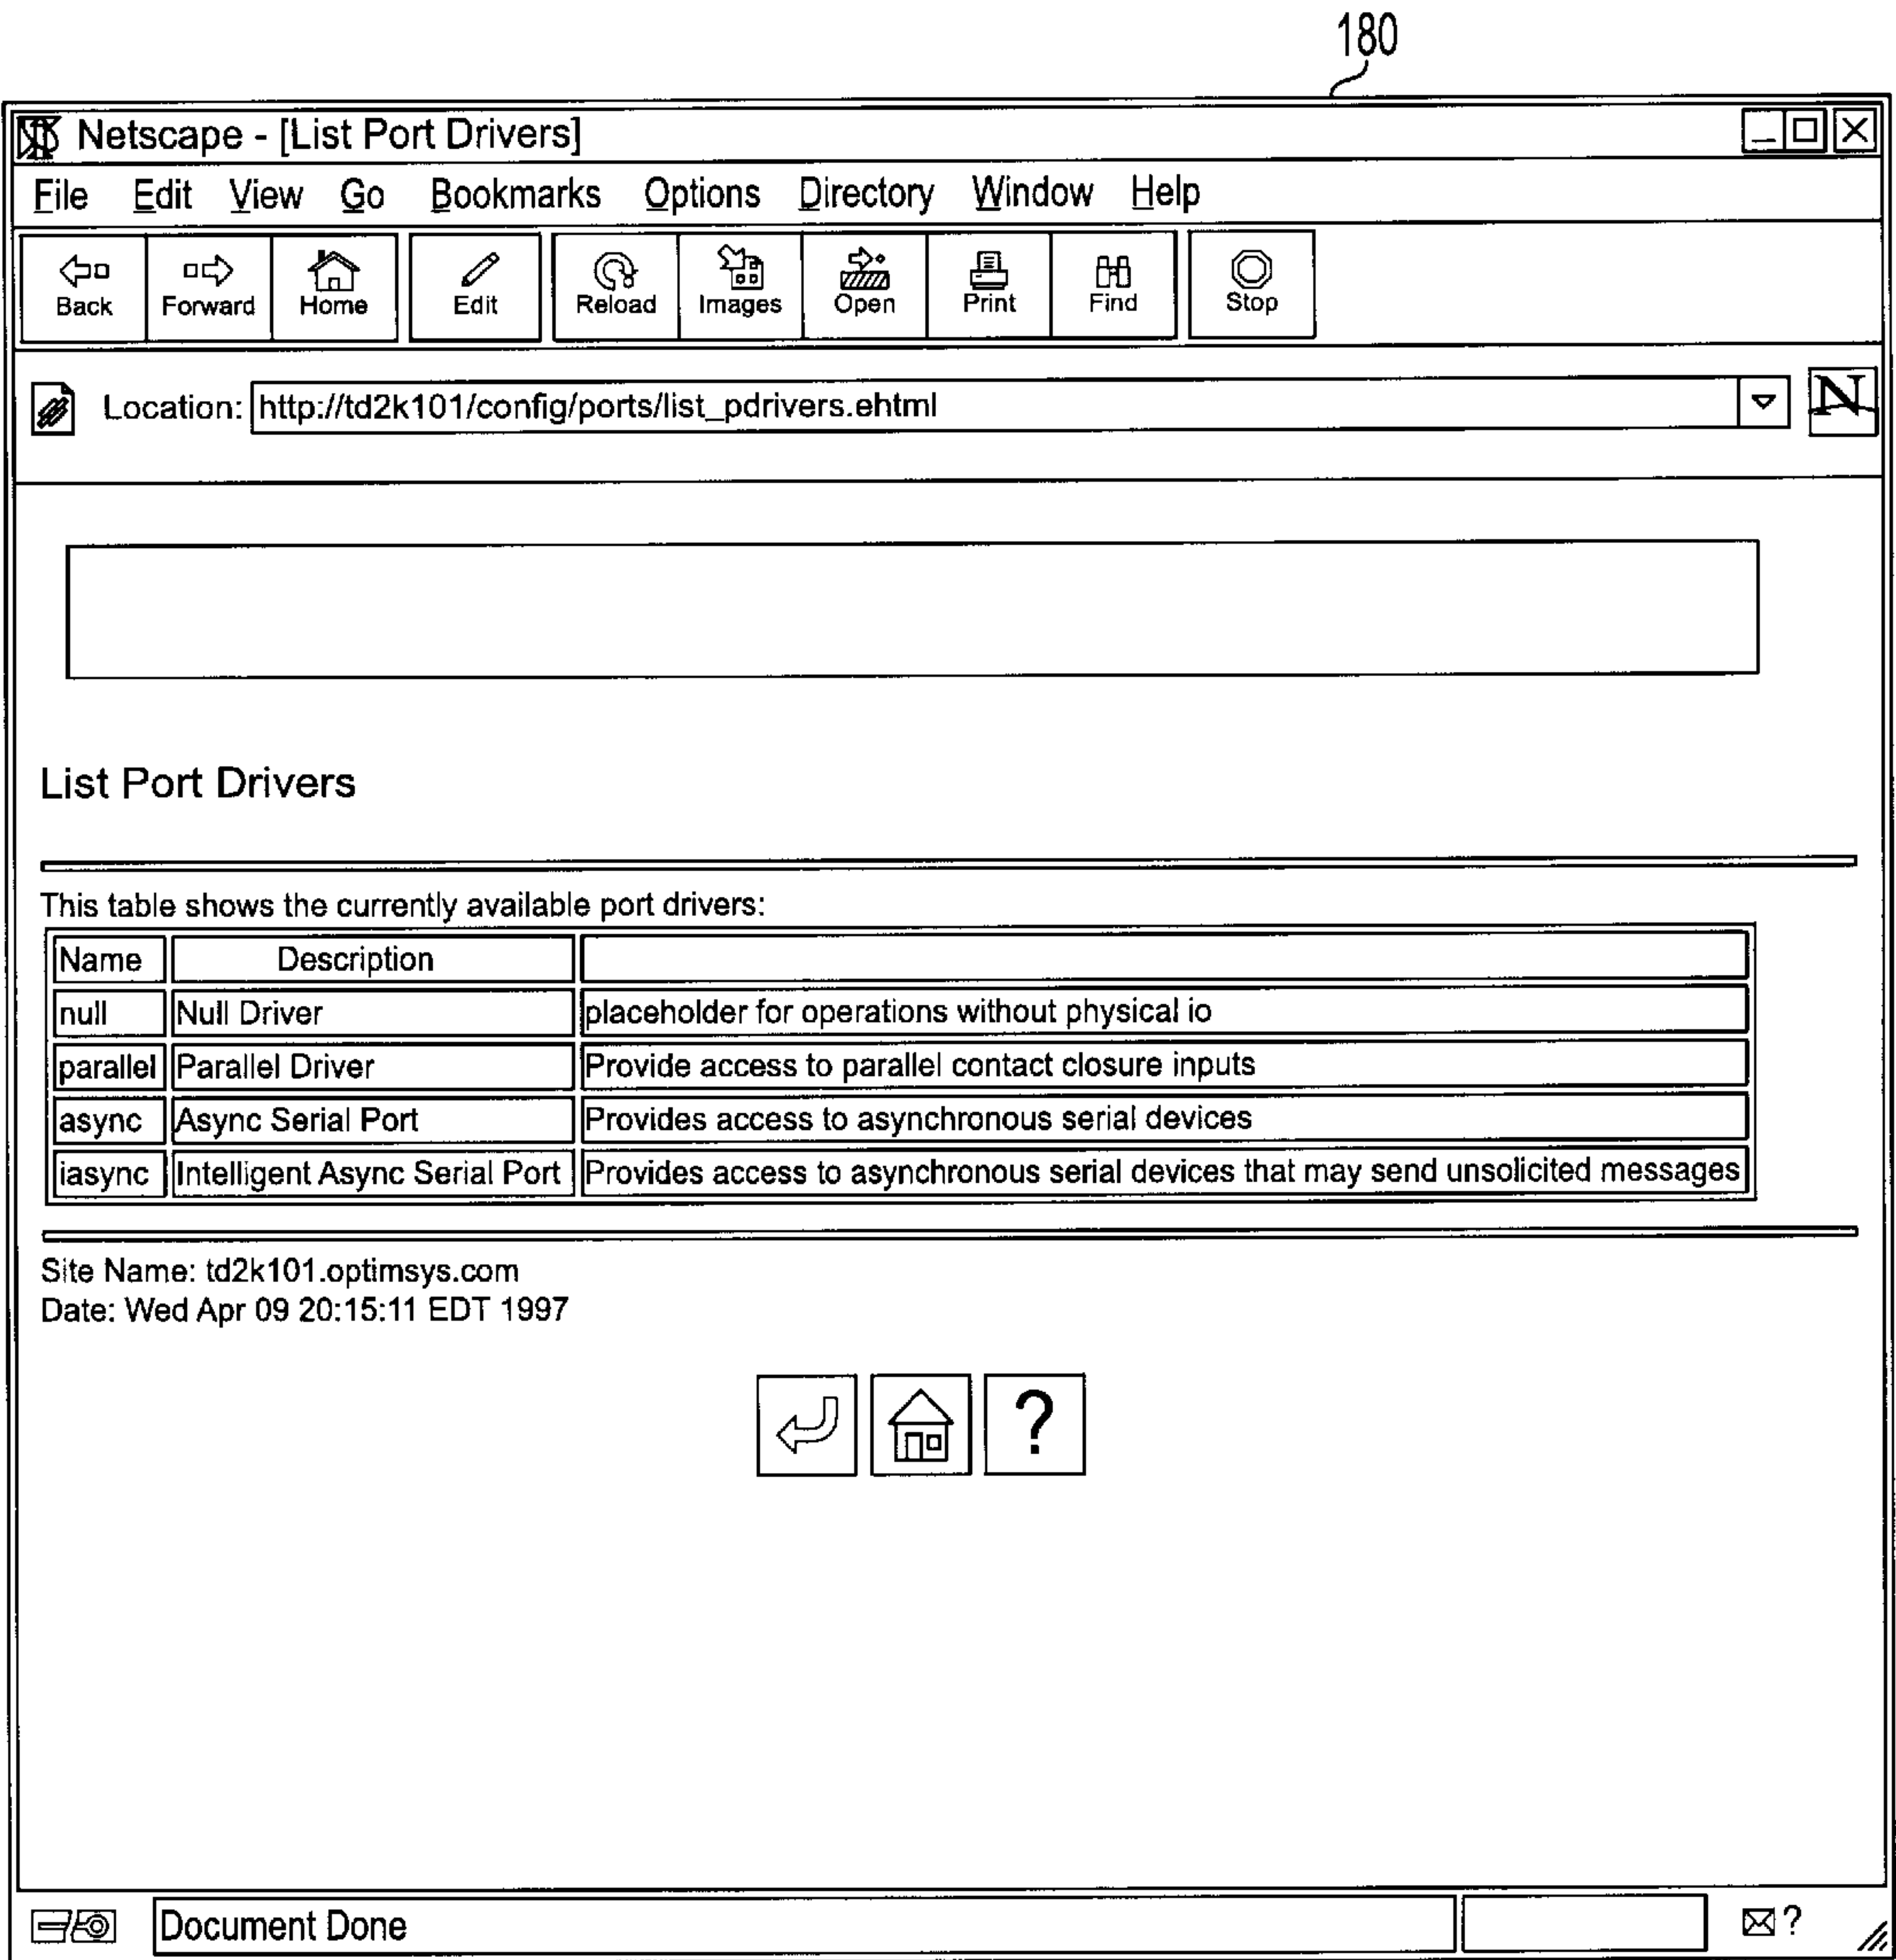 180
Netscape - [List Port Drivers]
File Edit View Go Bookmarks Options Directory Window Help
Back Forward Home Edit Reload Images Open Print Find Stop
Location: http://td2k101/config/ports/list_pdrivers.ehtml
N
List Port Drivers
This table shows the currently available port drivers:
Name Description
null Null Driver placeholder for operations without physical io
parallel Parallel Driver Provide access to parallel contact closure inputs
async Async Serial Port Provides access to asynchronous serial devices
iasync Intelligent Async Serial Port Provides access to asynchronous serial devices that may send unsolicited messages
Site Name: td2k101.optimsys.com
Date: Wed Apr 09 20:15:11 EDT 1997
?
Document Done ?